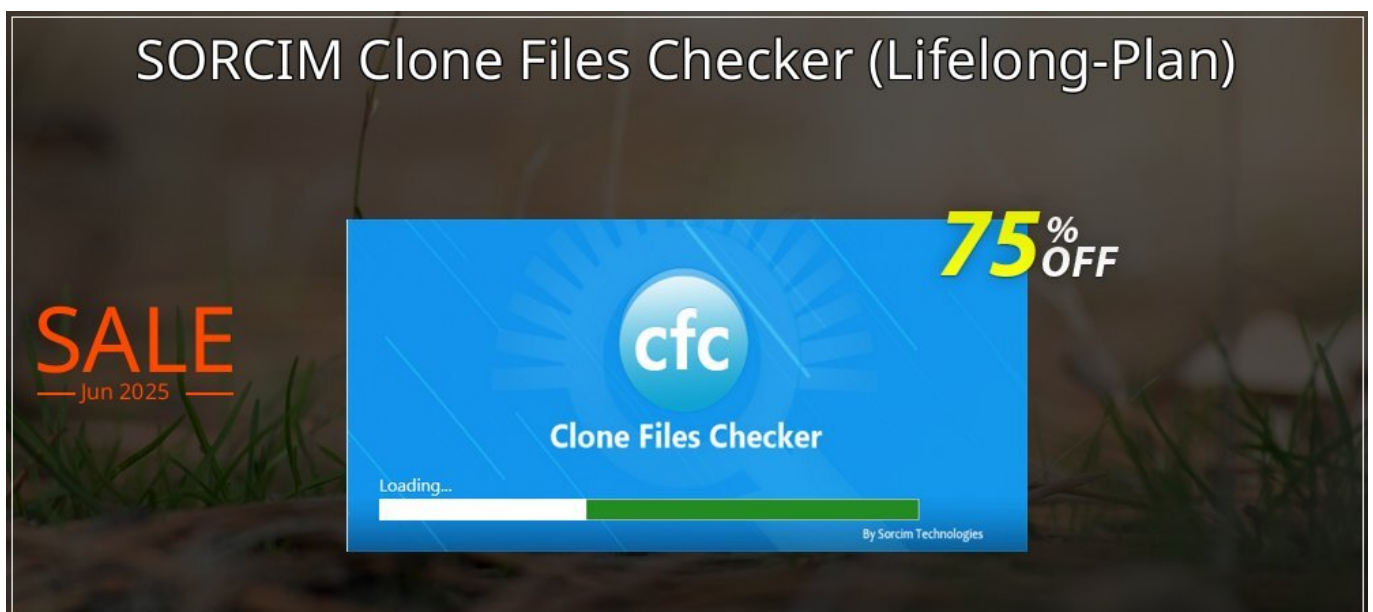 SORCIM Clone Files Checker (Lifelong-Plan)
75% OFF
SALE
Jun 2025
cfc
Clone Files Checker
Loading...
By Sorcim Technologies